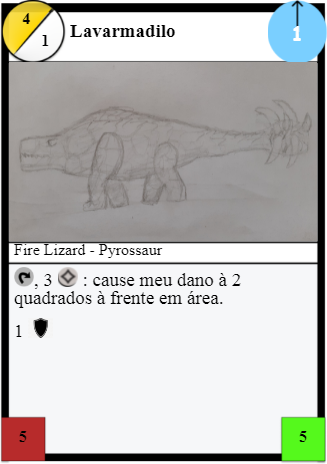 4
1
Lavarmadilo
1
Fire Lizard - Pyrossaur
, 3 : cause meu dano à 2
quadrados à frente em área.
1
5
5